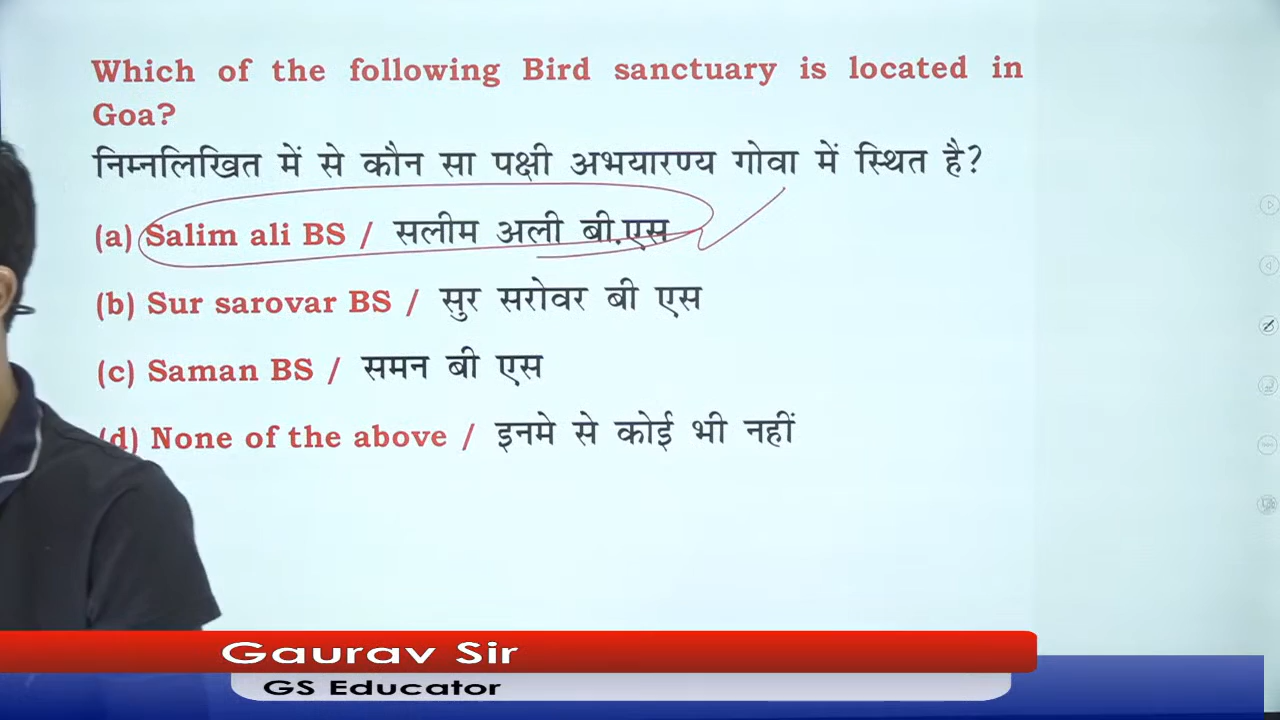 Which of the following Bird sanctuary is located in
Goa?
निम्नलिखित में से कौन सा पक्षी अभयारण्य गोवा में स्थित है?
(a) Salim ali BS / सलीम अली बी.एस
(b) Sur sarovar BS / सुर सरोवर बी एस
(c) Saman BS / समन बी एस
(d) None of the above / इनमे से कोई भी नहीं
Gaurav Sir
GS Educator